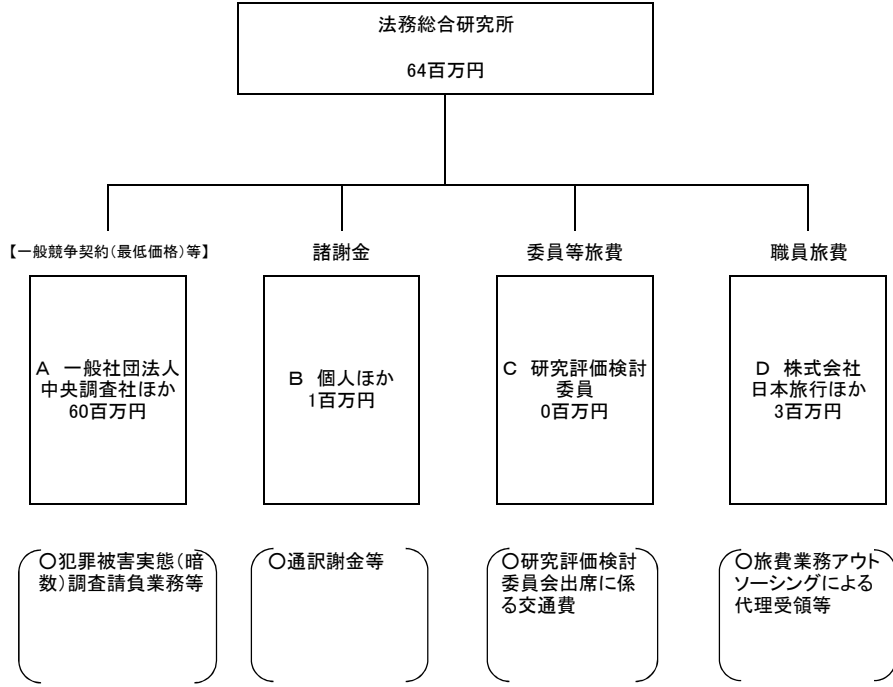 法務総合研究所
64百万円
【一般競争契約(最低価格)等】
諸謝金
委員等旅費
職員旅費
A 一般社団法人
中央調査社ほか
60百万円
B 個人ほか
1百万円
C 研究評価検討
委員
0百万円
D 株式会社
日本旅行ほか
3百万円
○犯罪被害実態(暗
数)調査請負業務等
○通訳謝金等
○研究評価検討
委員会出席に係
る交通費
○旅費業務アウト
ソーシングによる
代理受領等